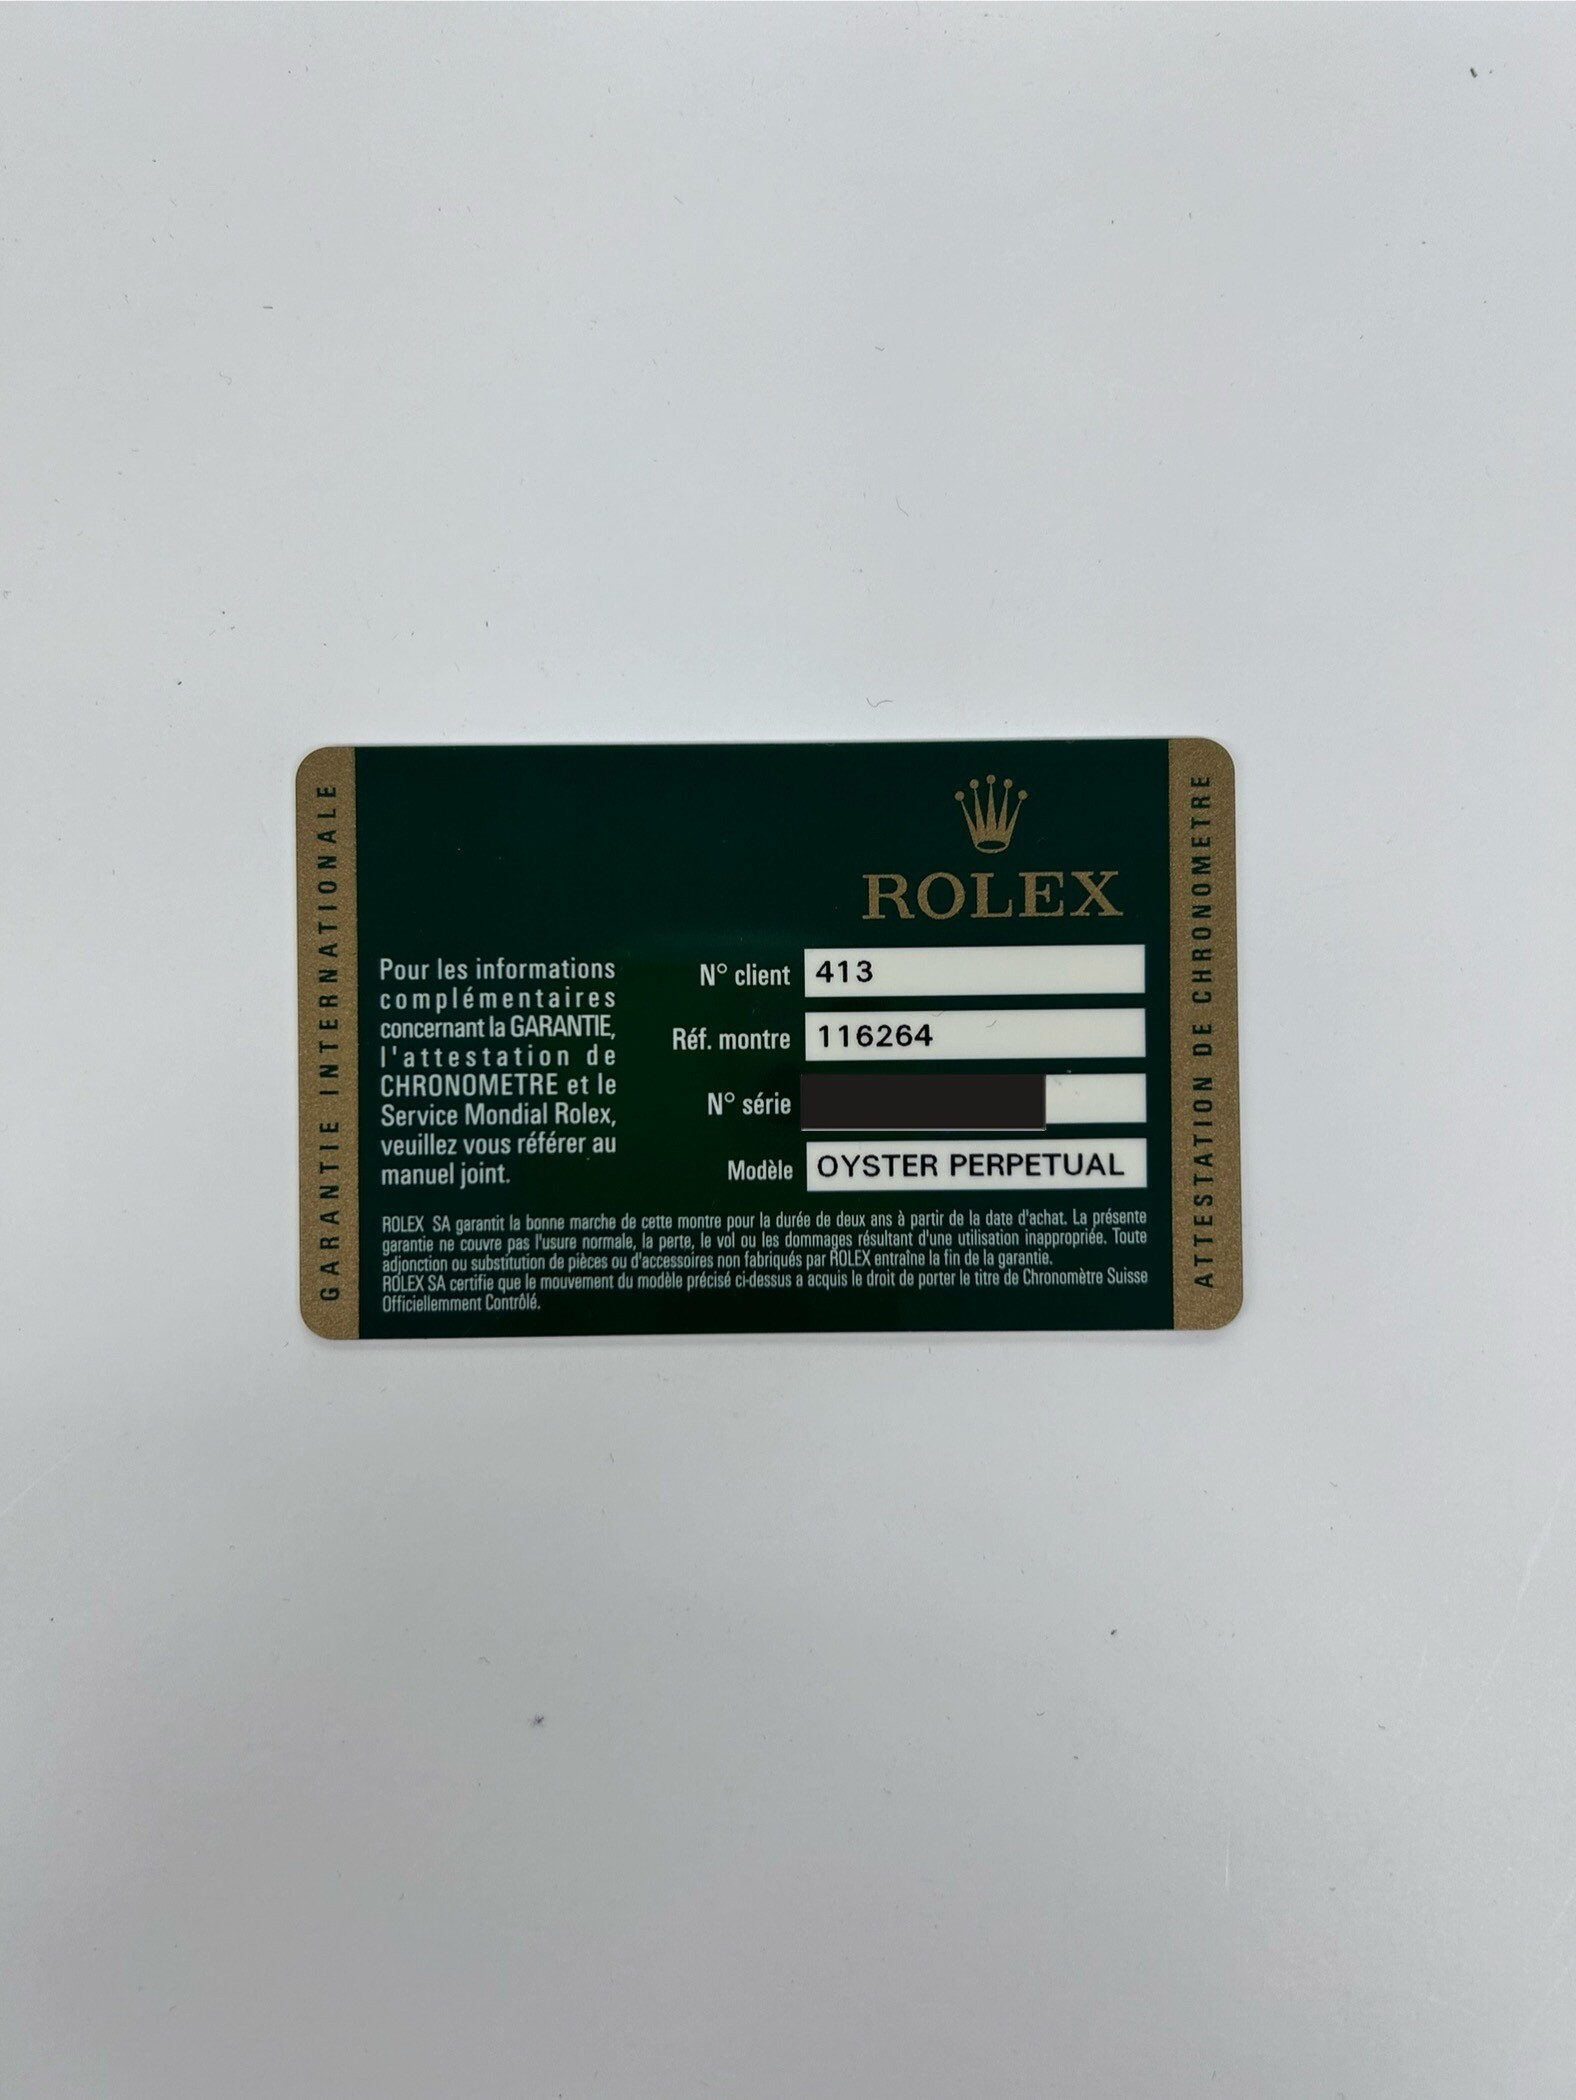 GARANTIE INTERNATIONALE
ROLEX
Pour les informations
complémentaires
concernant la GARANTIE,
l'attestation de
CHRONOMETRE et le
Service Mondial Rolex,
veuillez vous référer au
manuel joint.
N° client 413
Réf. montre 116264
N° série
Modèle OYSTER PERPETUAL
ROLEX SA garantit la bonne marche de cette montre pour la durée de deux ans à partir de la date d'achat. La présente
garantie ne couvre pas l'usure normale, la perte, le vol ou les dommages résultant d'une utilisation inappropriée. Toute
adjonction ou substitution de pièces ou d'accessoires non fabriqués par ROLEX entraîne la fin de la garantie.
ROLEX SA certifie que le mouvement du modèle précisé ci-dessus a acquis le droit de porter le titre de Chronomètre Suisse
Officiellemment Contrôlé.
ATTESTATION DE CHRONOMETRE